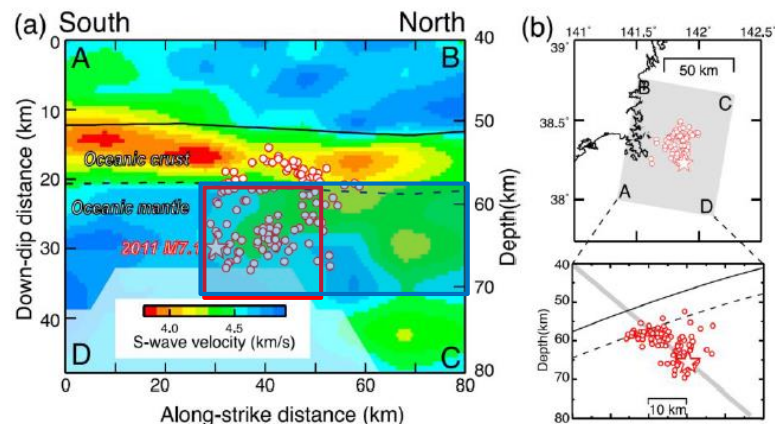 (a) South North
A B
Down-dip distance (km)
0
10
20
30
40
40
50
60
70
80
Depth(km)
Oceanic crust
Oceanic mantle
2011 M7.1
4.0 4.5
S-wave velocity (km/s)
D C
0 20 40 60 80
Along-strike distance (km)
(b)
141° 141.5° 142°
39°
38.5°
38°
50 km
B
C
A
D
Depth(km)
40
50
60
70
80
10 km